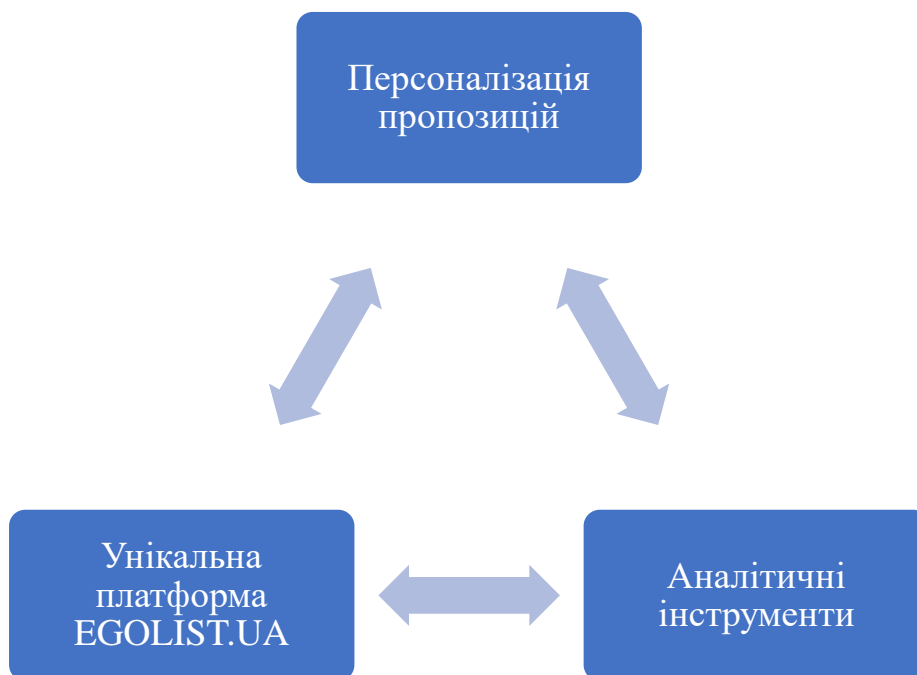 Персоналізація
пропозицій
Унікальна
платформа
EGOLIST.UA
Аналітичні
інструменти